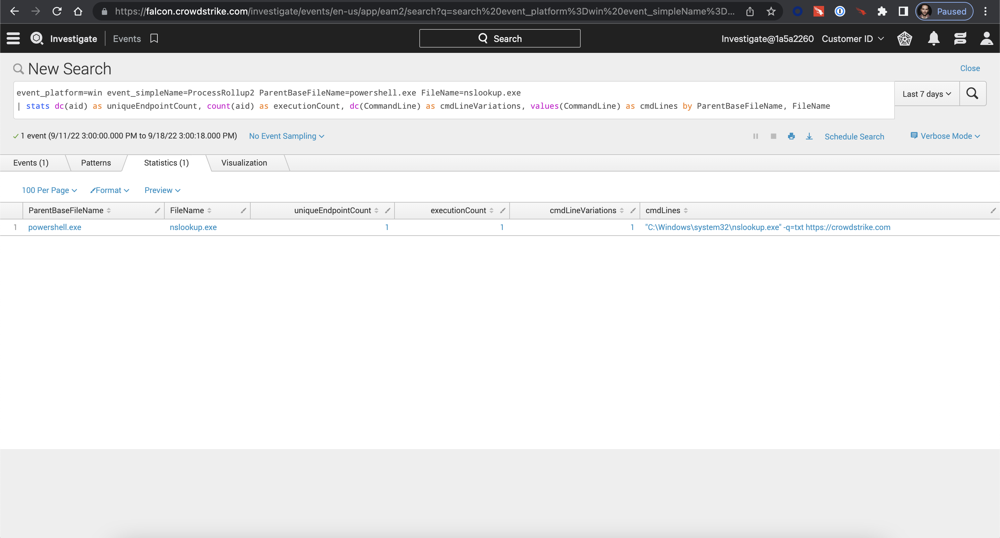 https://falcon.crowdstrike.com/investigate/events/en-us/app/eam2/search?q=search%20event_platform%3Dwin%20event_simpleName%3D...
Paused
Investigate
Events
Search
Investigate@1a5a2260
Customer ID
New Search
Close
event_platform=win event_simpleName=ProcessRollup2 ParentBaseFileName=powershell.exe FileName=nslookup.exe
| stats dc(aid) as uniqueEndpointCount, count(aid) as executionCount, dc(CommandLine) as cmdLineVariations, values(CommandLine) as cmdLines by ParentBaseFileName, FileName
Last 7 days
1 event (9/11/22 3:00:00.000 PM to 9/18/22 3:00:18.000 PM)
No Event Sampling
Schedule Search
Verbose Mode
Events (1)
Patterns
Statistics (1)
Visualization
100 Per Page
Format
Preview
ParentBaseFileName
FileName
uniqueEndpointCount
executionCount
cmdLineVariations
cmdLines
1
powershell.exe
nslookup.exe
1
1
1
"C:\Windows\system32\nslookup.exe" -q=txt https://crowdstrike.com